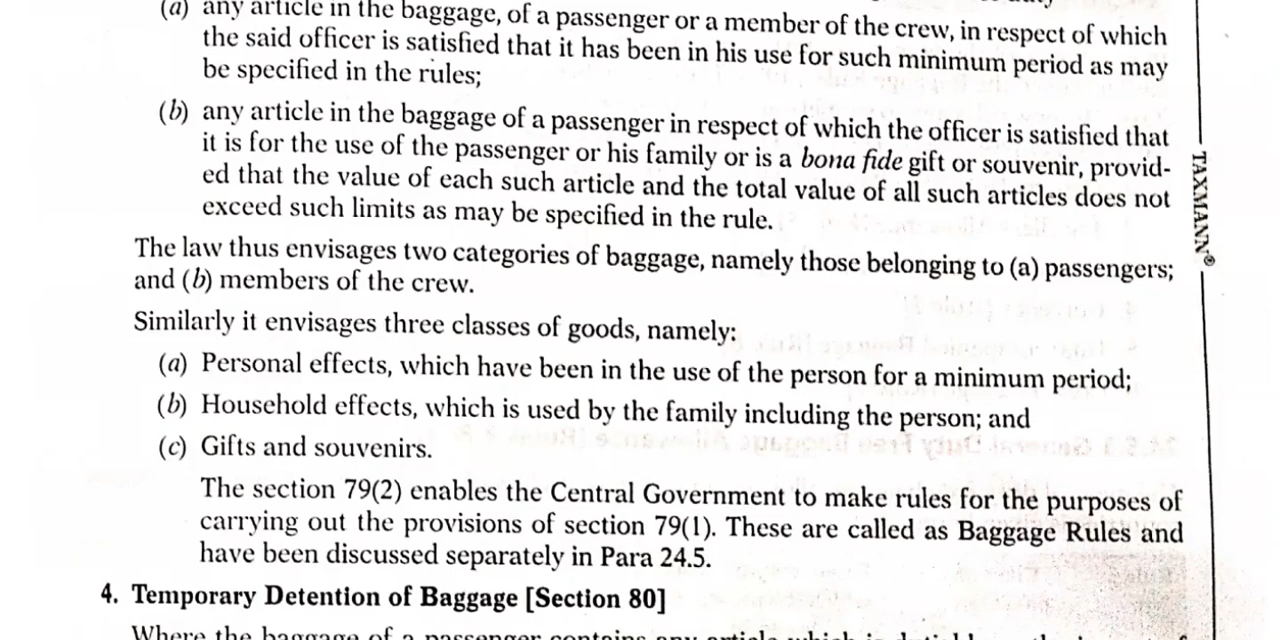 (a) any article in the baggage, of a passenger or a member of the crew, in respect of which
the said officer is satisfied that it has been in his use for such minimum period as may
be specified in the rules;
(b) any article in the baggage of a passenger in respect of which the officer is satisfied that
it is for the use of the passenger or his family or is a bona fide gift or souvenir, provid-
ed that the value of each such article and the total value of all such articles does not
exceed such limits as may be specified in the rule.
The law thus envisages two categories of baggage, namely those belonging to (a) passengers;
and (b) members of the crew.
Similarly it envisages three classes of goods, namely:
(a) Personal effects, which have been in the use of the person for a minimum period;
(b) Household effects, which is used by the family including the person; and
(c) Gifts and souvenirs.
The section 79(2) enables the Central Government to make rules for the purposes of
carrying out the provisions of section 79(1). These are called as Baggage Rules and
have been discussed separately in Para 24.5.
4. Temporary Detention of Baggage [Section 80]
Where the baggage of a passenger contains any article which is
TAXMANN®